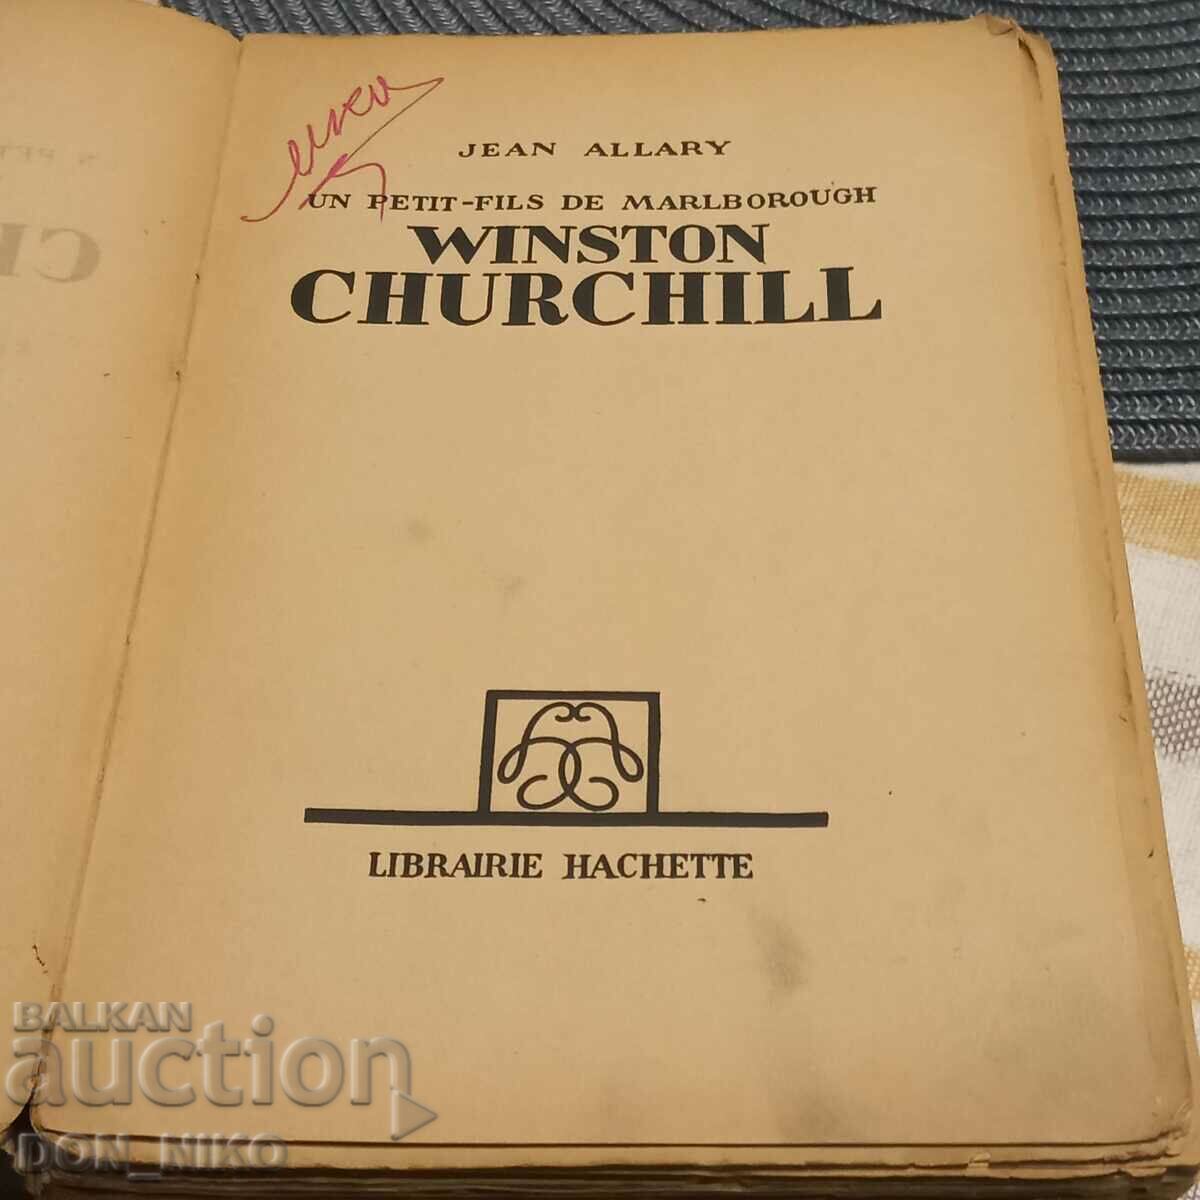 JEAN ALLARY
UN PETIT-FILS DE MARLBOROUGH
WINSTON
CHURCHILL
LIBRAIRIE HACHETTE
BALKAN
auction
DON_NIKO